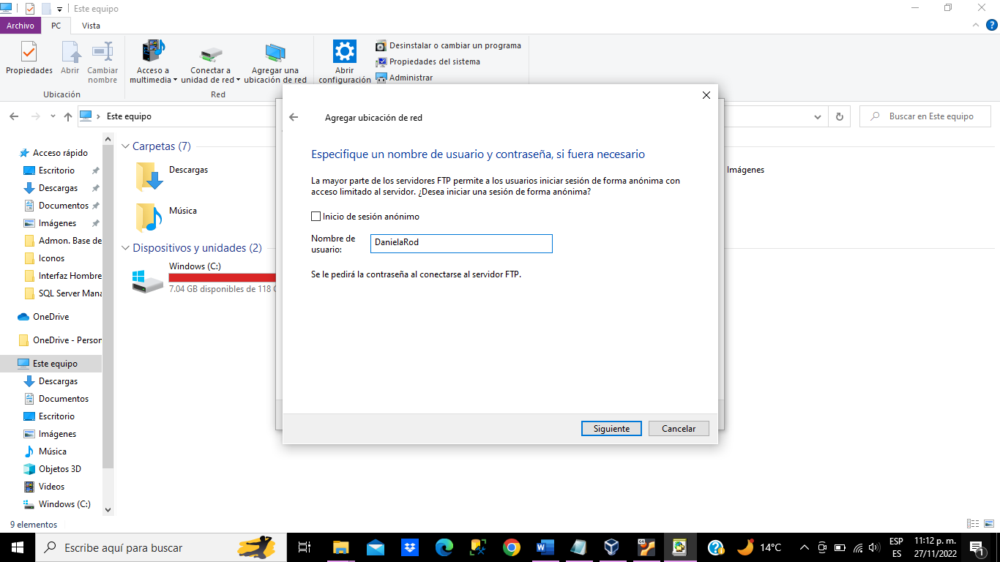 Este equipo
Archivo
PC
Vista
Propiedades
Abrir
Cambiar
nombre
Ubicación
Acceso a
multimedia
Conectar a
unidad de red
Agregar una
ubicación de red
Red
Abrir
configuración
Desinstalar o cambiar un programa
Propiedades del sistema
Administrar
Este equipo
Buscar en Este equipo
Acceso rápido
Escritorio
Descargas
Documentos
Imágenes
Admon. Base de
Iconos
Interfaz Hombre
SQL Server Mana
OneDrive
OneDrive - Person
Este equipo
Descargas
Documentos
Escritorio
Imágenes
Música
Objetos 3D
Videos
Windows (C:)
Carpetas (7)
Descargas
Música
Imágenes
Dispositivos y unidades (2)
Windows (C:)
7.04 GB disponibles de 118 G
Agregar ubicación de red
Especifique un nombre de usuario y contraseña, si fuera necesario
La mayor parte de los servidores FTP permite a los usuarios iniciar sesión de forma anónima con
acceso limitado al servidor. ¿Desea iniciar una sesión de forma anónima?
Inicio de sesión anónimo
Nombre de
usuario:
DanielaRod
Se le pedirá la contraseña al conectarse al servidor FTP.
Siguiente
Cancelar
9 elementos
Escribe aquí para buscar
14°C
ESP
ES
11:12 p. m.
27/11/2022
1